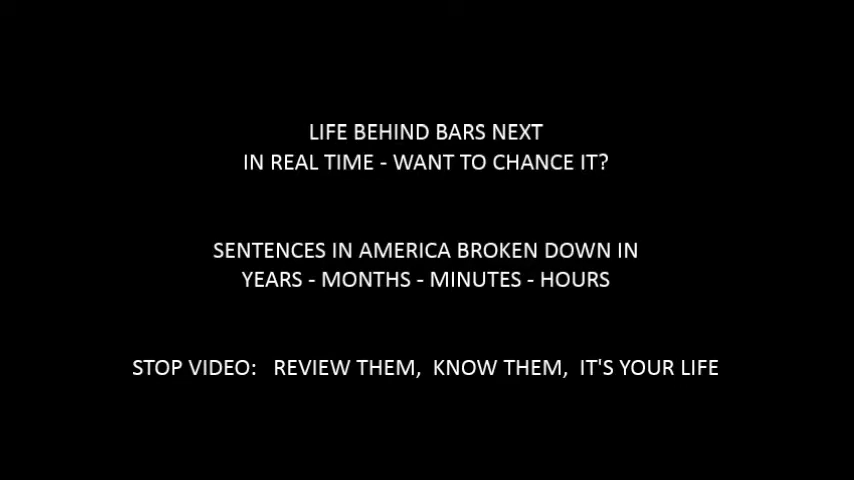 LIFE BEHIND BARS NEXT
IN REAL TIME - WANT TO CHANCE IT?
SENTENCES IN AMERICA BROKEN DOWN IN
YEARS - MONTHS - MINUTES - HOURS
STOP VIDEO:   REVIEW THEM,  KNOW THEM,  IT'S YOUR LIFE